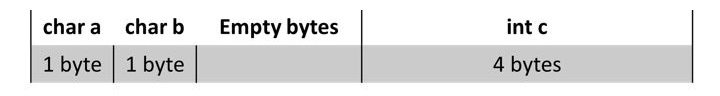 char a char b Empty bytes int c
1 byte 1 byte 4 bytes